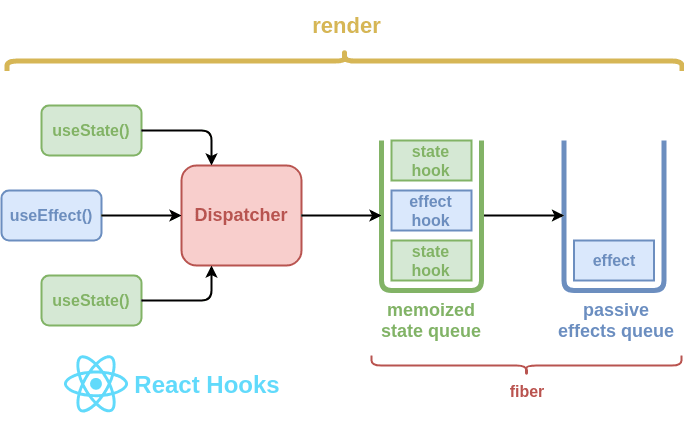 render
useState()
useEffect()
useState()
Dispatcher
state
hook
effect
hook
state
hook
memoized
state queue
effect
passive
effects queue
fiber
React Hooks